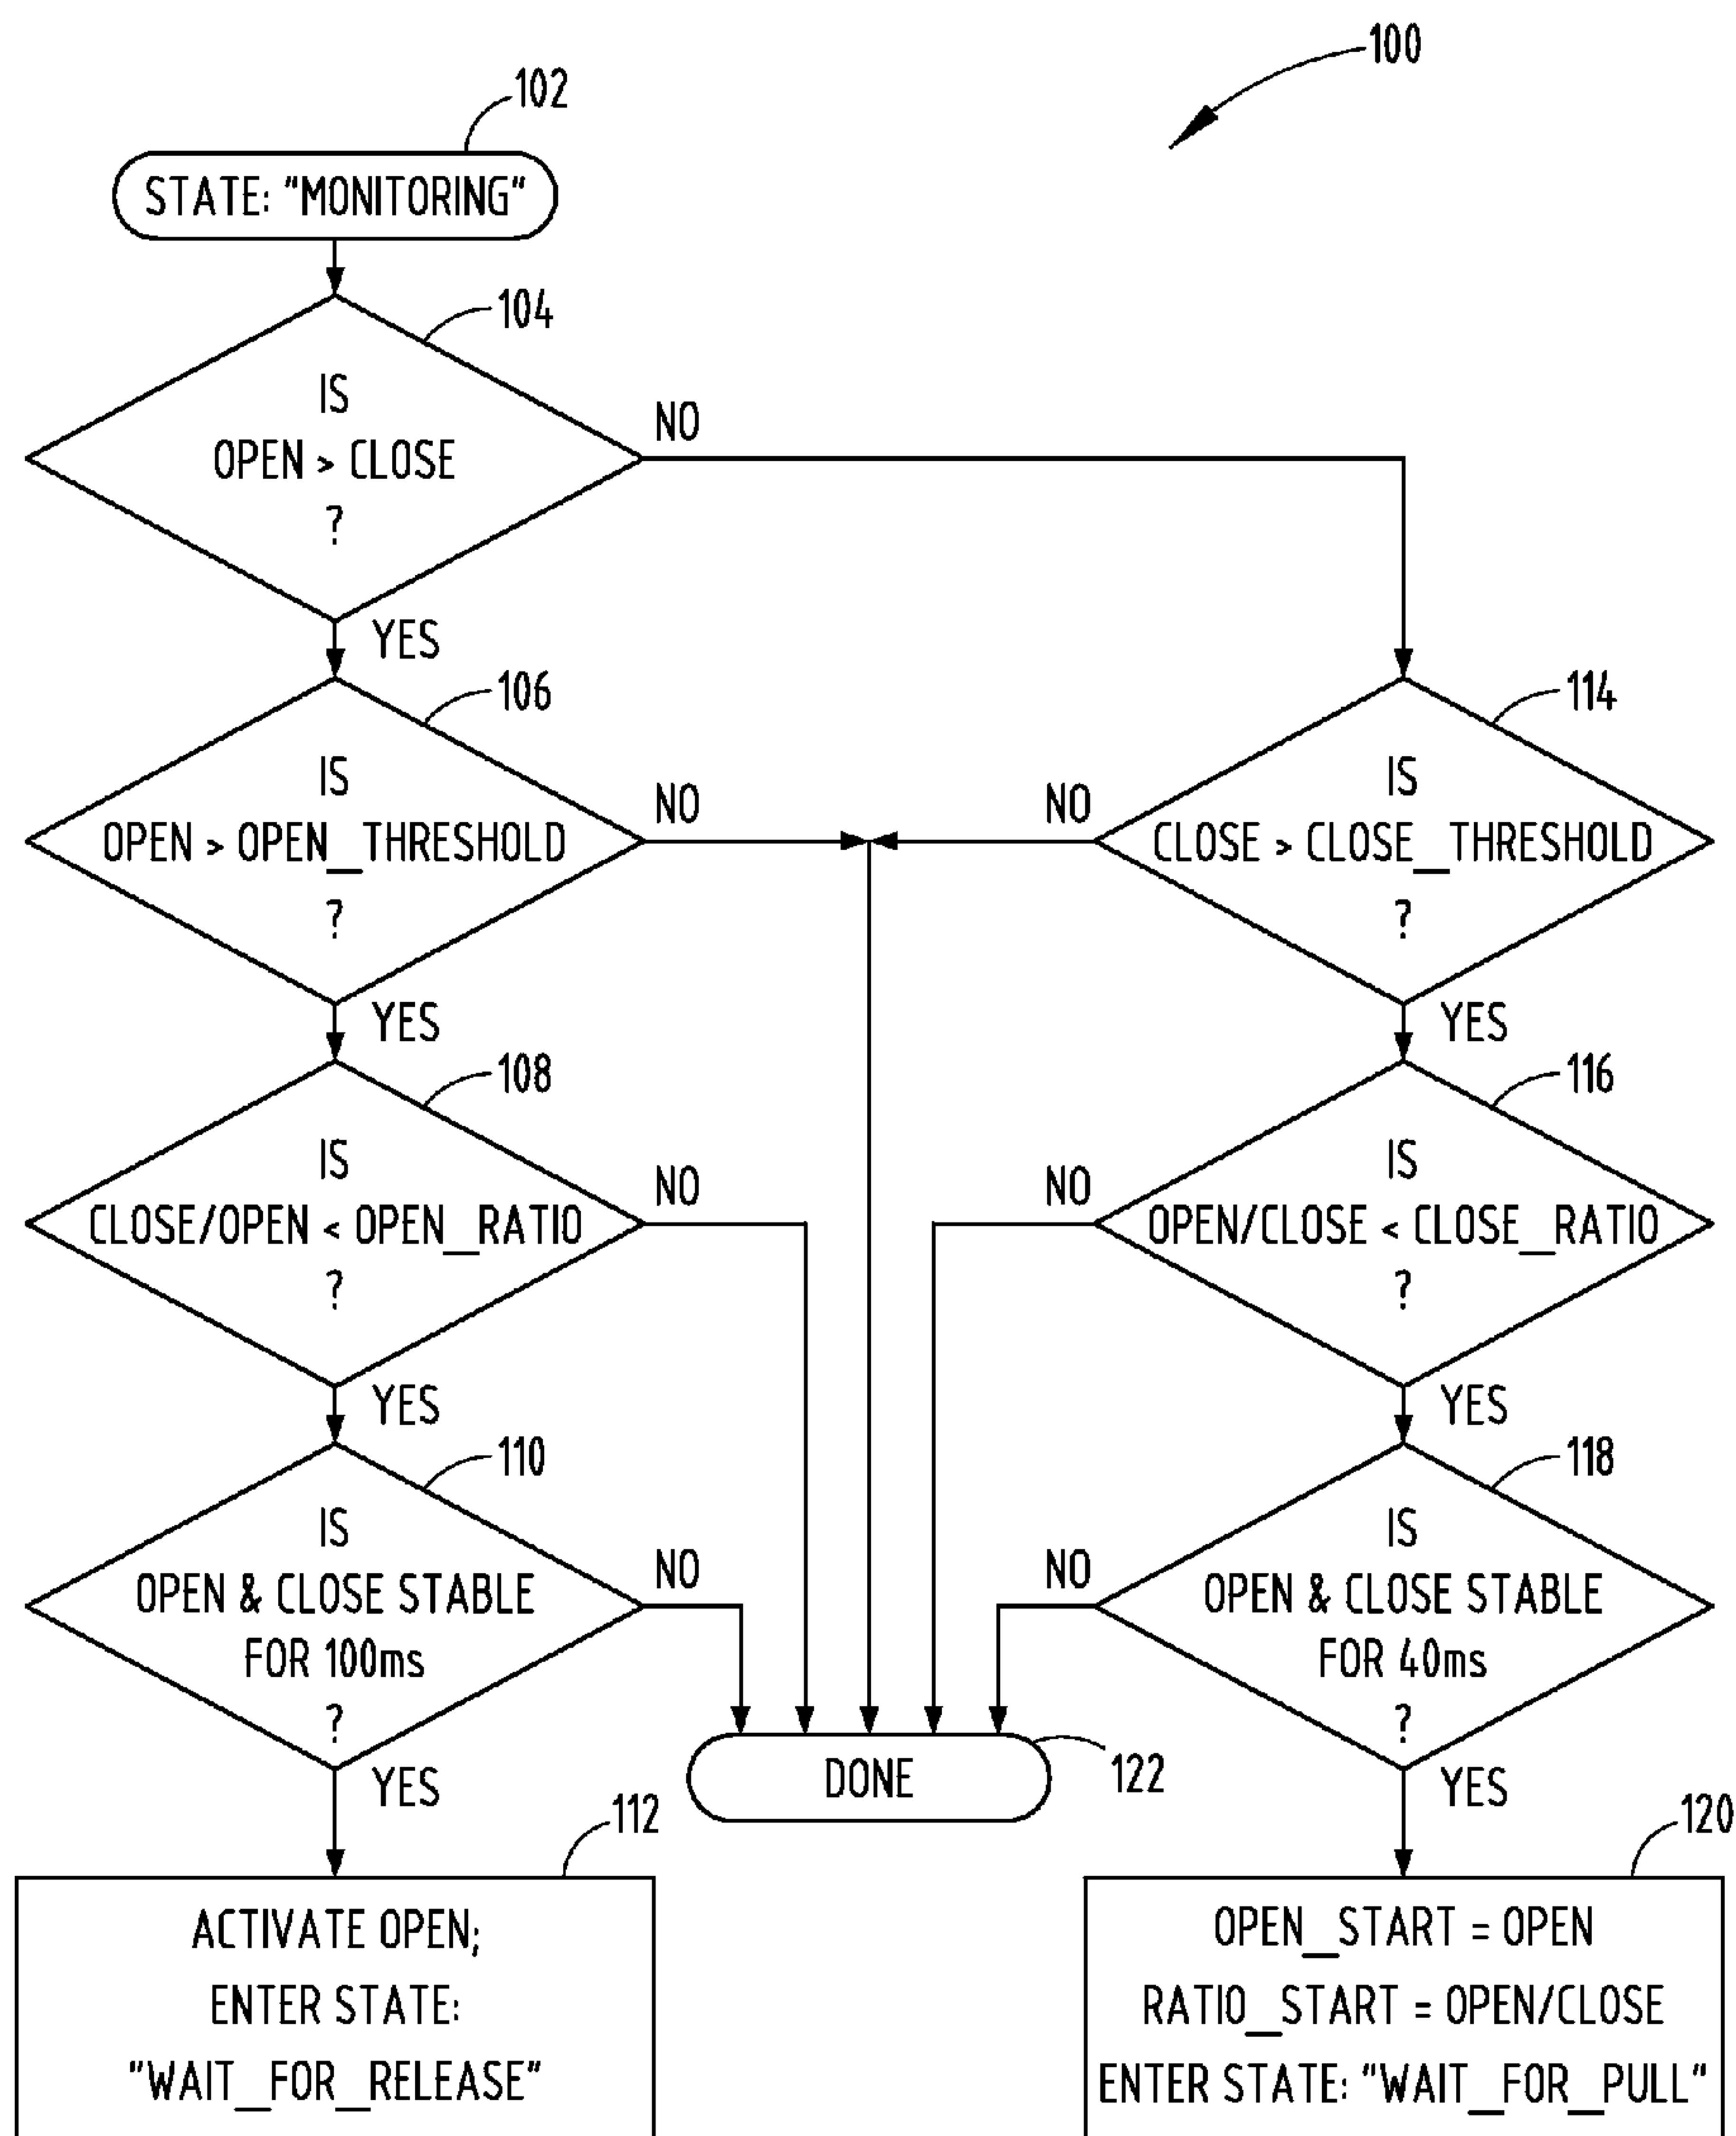 100
102
STATE: "MONITORING"
104
IS
OPEN > CLOSE
?
NO
YES
106
IS
OPEN > OPEN_THRESHOLD
?
NO
YES
114
IS
CLOSE > CLOSE_THRESHOLD
?
NO
YES
108
IS
CLOSE/OPEN < OPEN_RATIO
?
NO
YES
116
IS
OPEN/CLOSE < CLOSE_RATIO
?
NO
YES
110
IS
OPEN & CLOSE STABLE
FOR 100ms
?
NO
YES
118
IS
OPEN & CLOSE STABLE
FOR 40ms
?
NO
YES
DONE
122
112
ACTIVATE OPEN;
ENTER STATE:
"WAIT_FOR_RELEASE"
120
OPEN_START = OPEN
RATIO_START = OPEN/CLOSE
ENTER STATE: "WAIT_FOR_PULL"